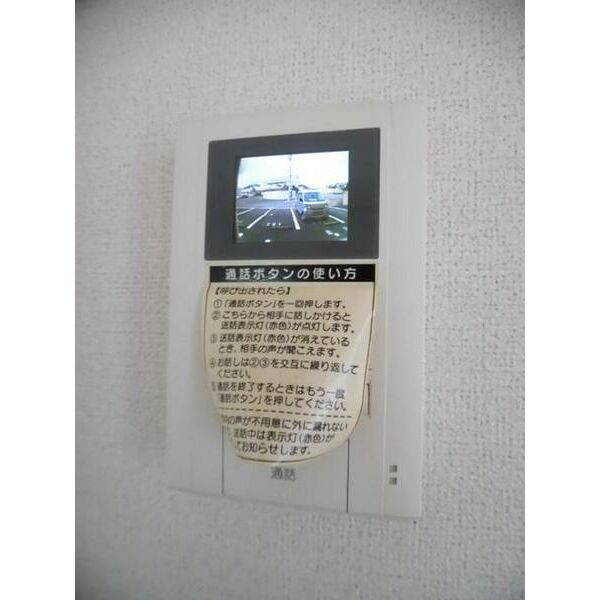 通話ボタンの使い方
【呼び出されたら】
①「通話ボタン」を一回押します。
②こちらから相手に話しかけると
送話表示灯(赤色)が点灯します。
③送話表示灯(赤色)が消えている
とき、相手の声が聞こえます。
④お話しは②③を交互に繰り返して
ください。
通話を終了するときはもう一度
「通話ボタン」を押してください。
の声が不用意に外に漏れない
送話中は表示灯(赤色)が
てお知らせします。
通話